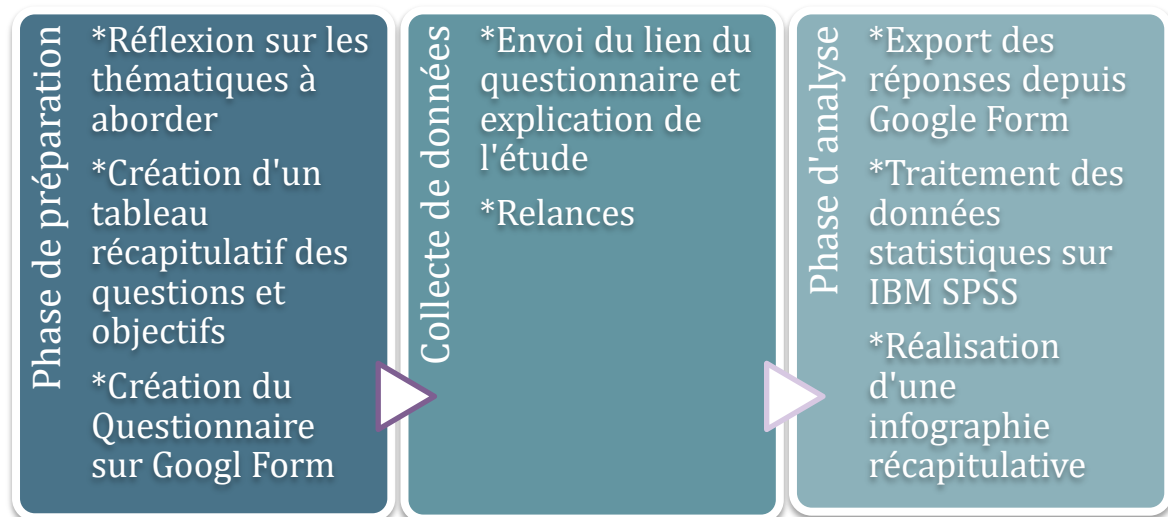 Phase de préparation
*Réflexion sur les
thématiques à
aborder
*Création d'un
tableau
récapitulatif des
questions et
objectifs
*Création du
Questionnaire
sur Googl Form
Collecte de données
*Envoi du lien du
questionnaire et
explication de
l'étude
*Relances
Phase d'analyse
*Export des
réponses depuis
Google Form
*Traitement des
données
statistiques sur
IBM SPSS
*Réalisation
d'une
infographie
récapitulative